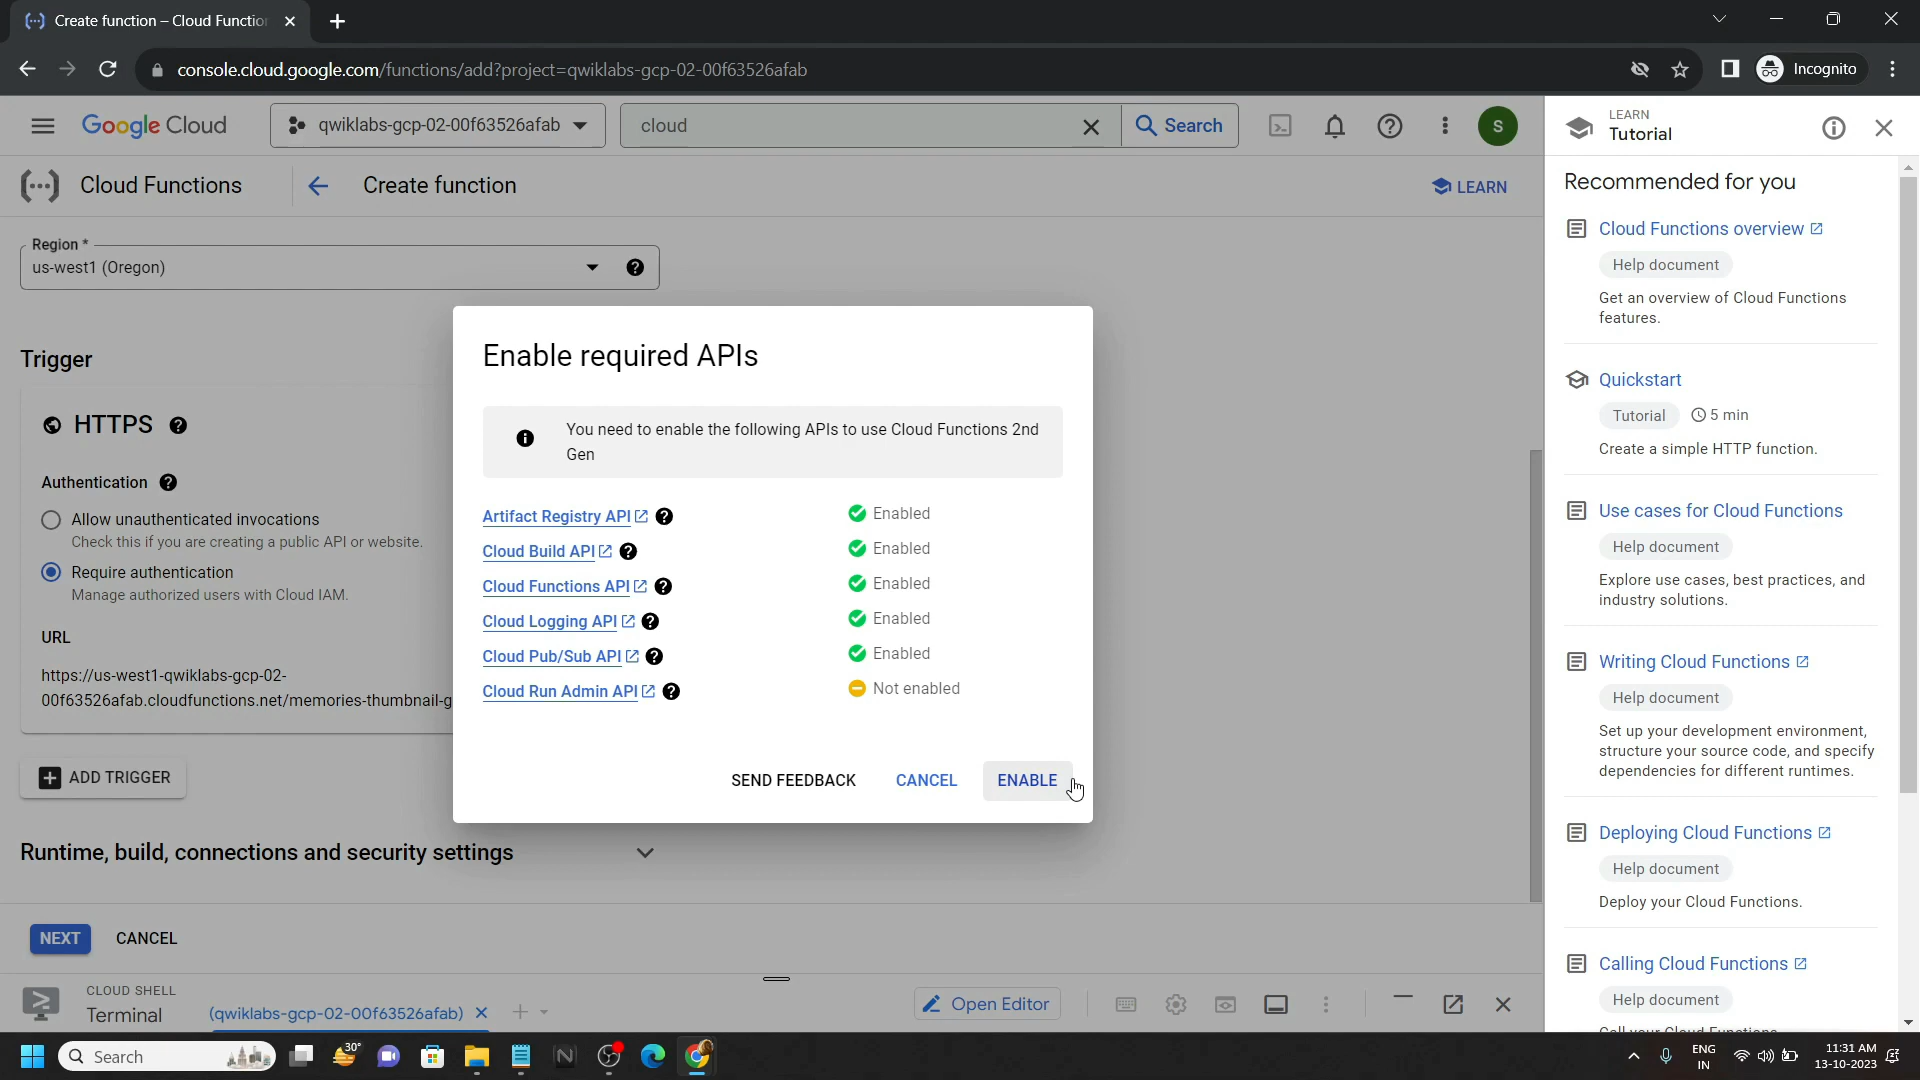 Create function – Cloud Function
console.cloud.google.com/functions/add?project=qwiklabs-gcp-02-00f63526afab
Incognito
Google Cloud
qwiklabs-gcp-02-00f63526afab
cloud
Search
S
LEARN
Tutorial
Cloud Functions
Create function
LEARN
Region *
us-west1 (Oregon)
Trigger
HTTPS
Authentication
Allow unauthenticated invocations
Check this if you are creating a public API or website.
Require authentication
Manage authorized users with Cloud IAM.
URL
https://us-west1-qwiklabs-gcp-02-
00f63526afab.cloudfunctions.net/memories-thumbnail-g
ADD TRIGGER
Runtime, build, connections and security settings
NEXT
CANCEL
Enable required APIs
You need to enable the following APIs to use Cloud Functions 2nd
Gen
Artifact Registry API
Enabled
Cloud Build API
Enabled
Cloud Functions API
Enabled
Cloud Logging API
Enabled
Cloud Pub/Sub API
Enabled
Cloud Run Admin API
Not enabled
SEND FEEDBACK
CANCEL
ENABLE
Recommended for you
Cloud Functions overview
Help document
Get an overview of Cloud Functions
features.
Quickstart
Tutorial
5 min
Create a simple HTTP function.
Use cases for Cloud Functions
Help document
Explore use cases, best practices, and
industry solutions.
Writing Cloud Functions
Help document
Set up your development environment,
structure your source code, and specify
dependencies for different runtimes.
Deploying Cloud Functions
Help document
Deploy your Cloud Functions.
Calling Cloud Functions
Help document
Call your Cloud Functions
CLOUD SHELL
Terminal
(qwiklabs-gcp-02-00f63526afab)
Open Editor
Search
30°
ENG
IN
11:31 AM
13-10-2023